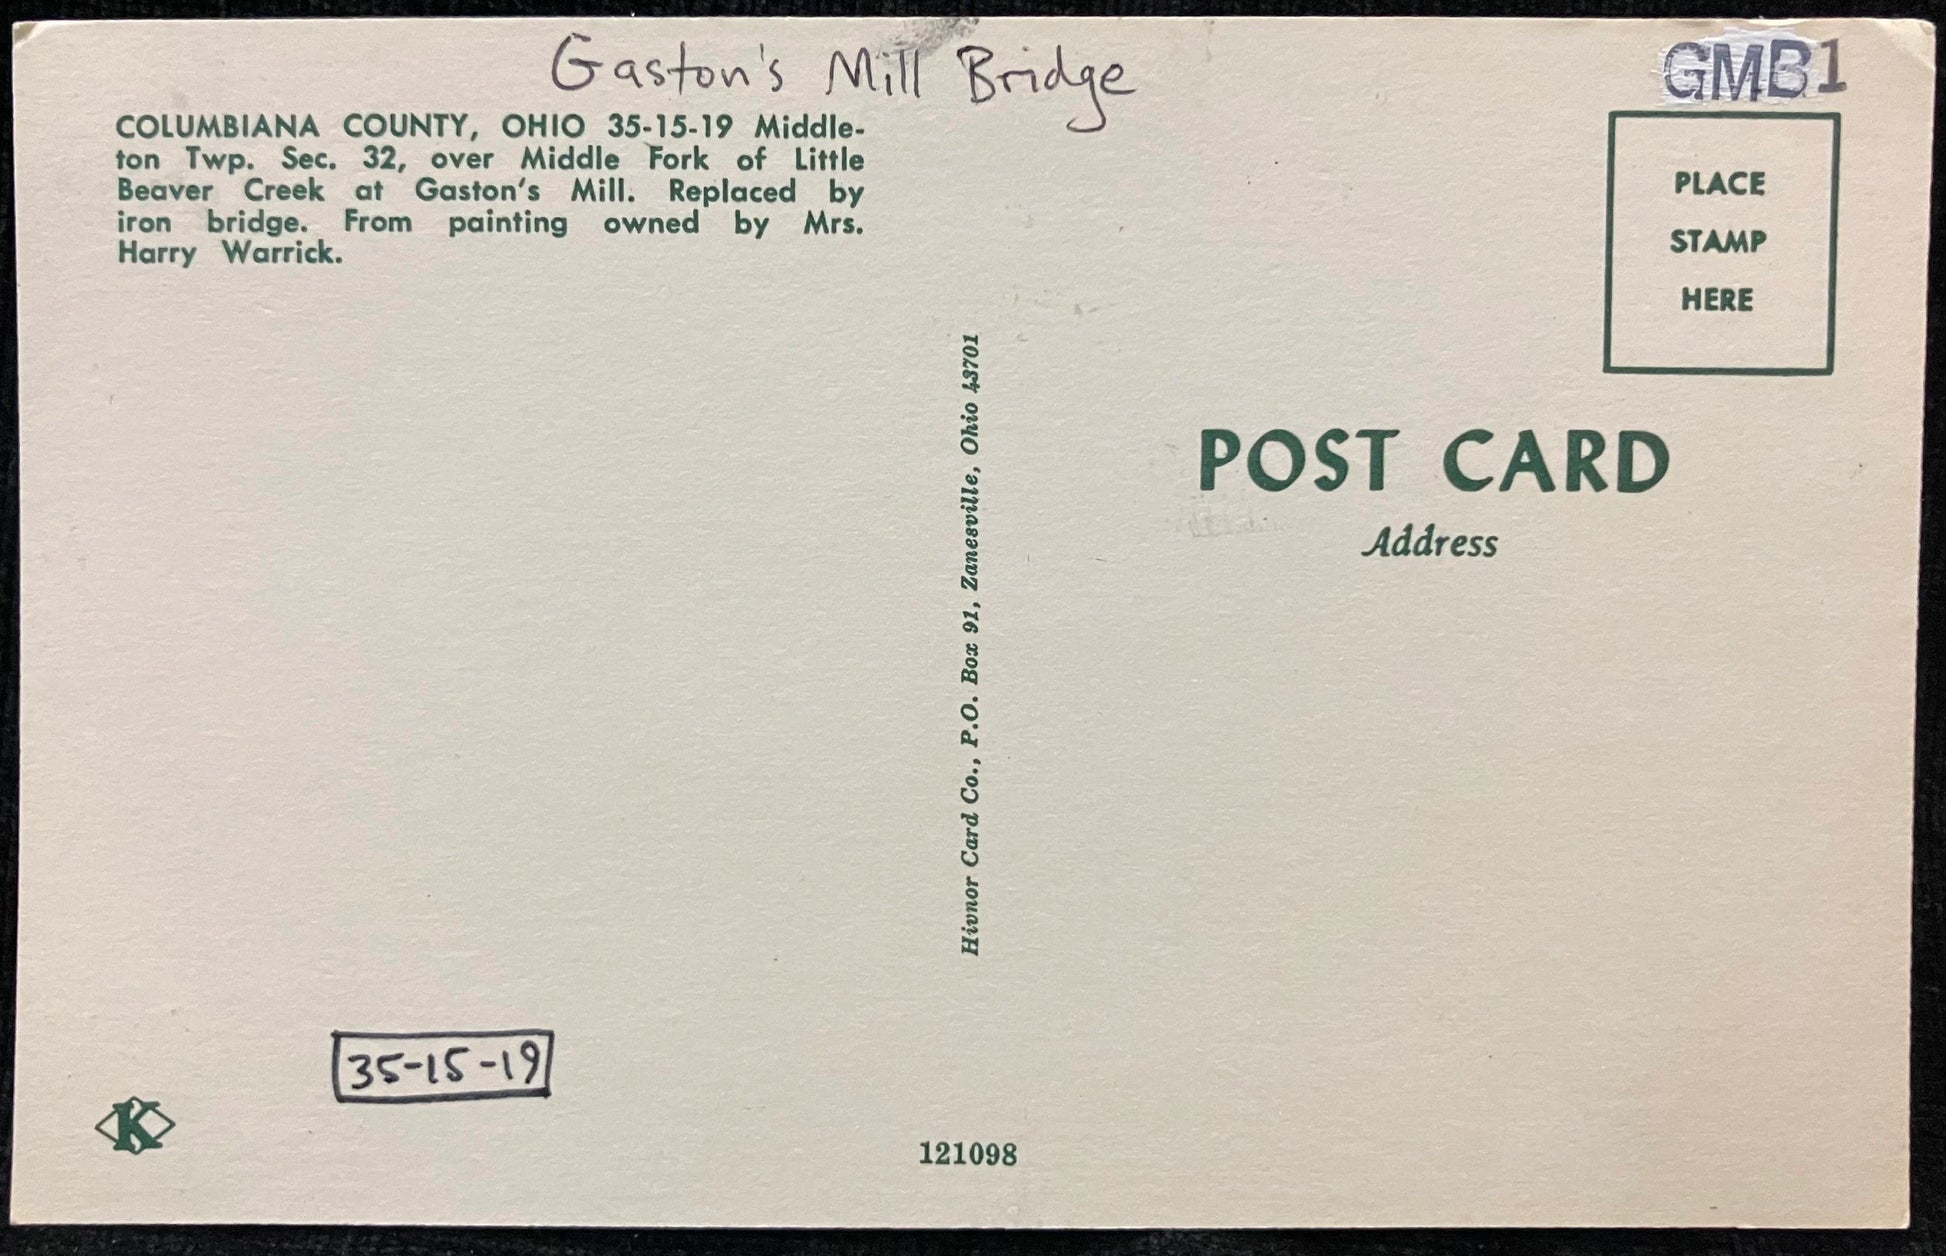 Gaston's Mill Bridge
GMB1
COLUMBIANA COUNTY, OHIO 35-15-19 Middle-
ton Twp. Sec. 32, over Middle Fork of Little
Beaver Creek at Gaston's Mill. Replaced by
iron bridge. From painting owned by Mrs.
Harry Warrick.
PLACE
STAMP
HERE
Hivnor Card Co., P.O. Box 91, Zanesville, Ohio 43701
POST CARD
Address
35-15-19
K
121098